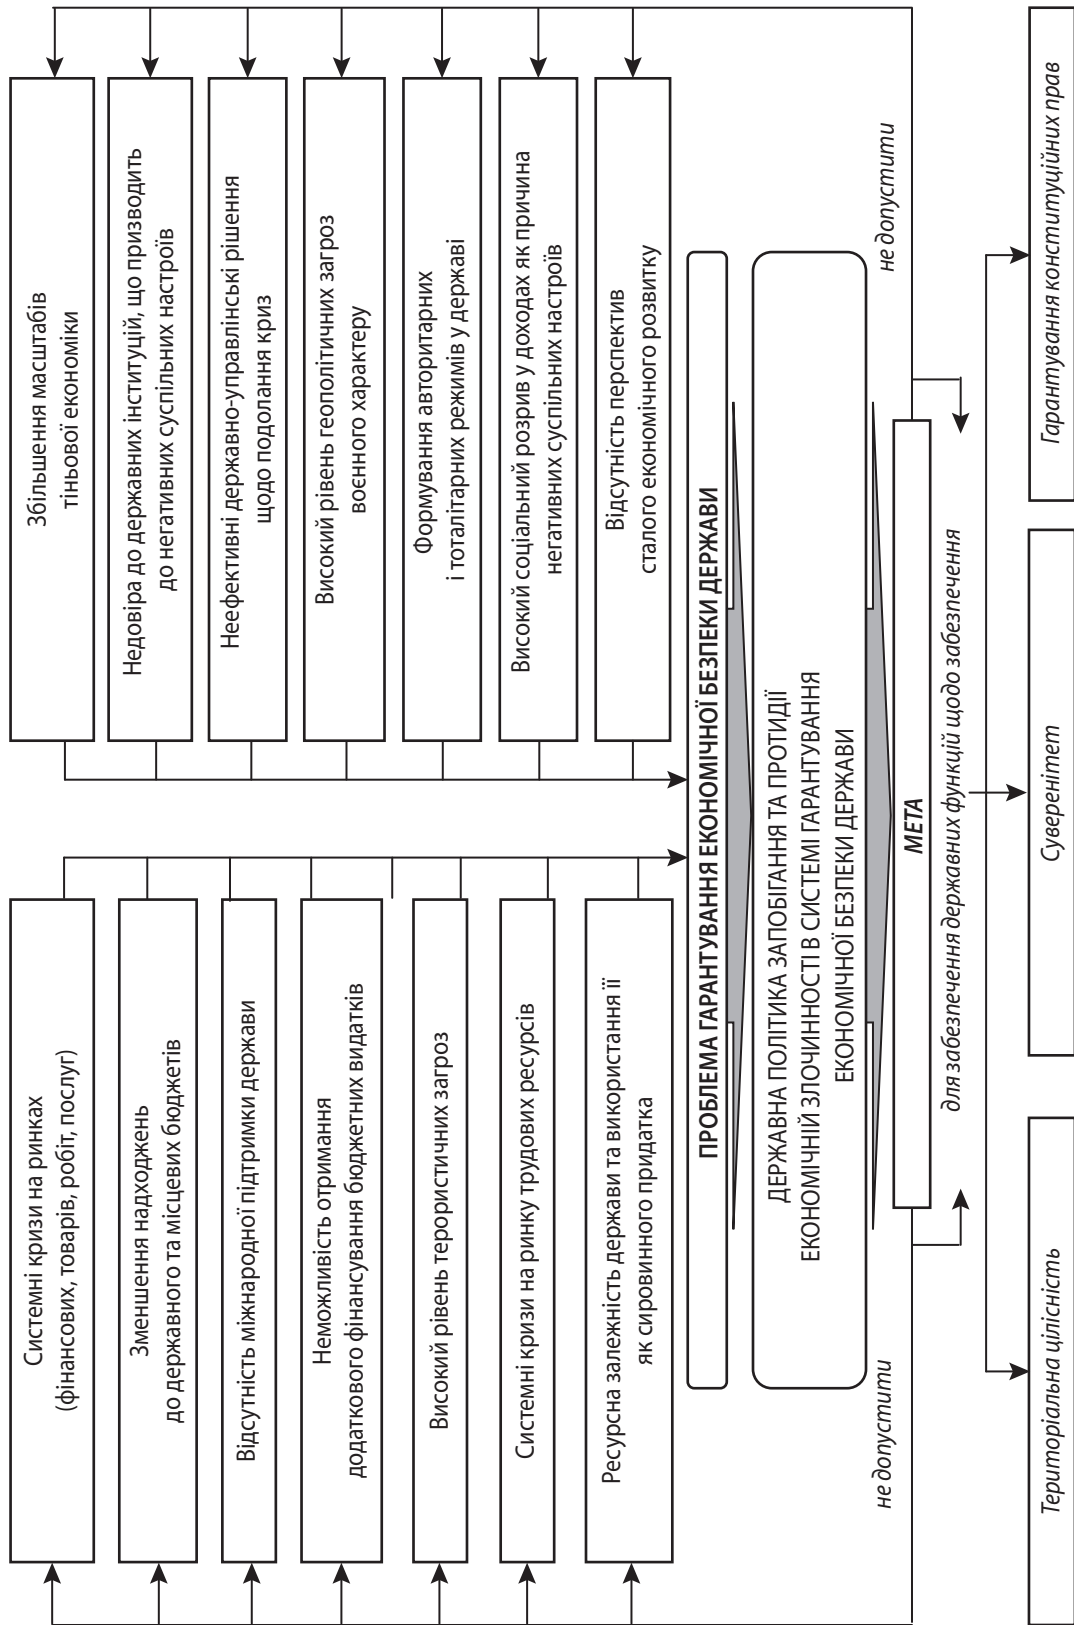 Системні кризи на ринках
(фінансових, товарів, робіт, послуг)
Зменшення надходжень
до державного та місцевих бюджетів
Відсутність міжнародної підтримки держави
Неможливість отримання
додаткового фінансування бюджетних видатків
Високий рівень терористичних загроз
Системні кризи на ринку трудових ресурсів
Ресурсна залежність держави та використання її
як сировинного придатка
Збільшення масштабів
тіньової економіки
Недовіра до державних інституцій, що призводить
до негативних суспільних настроїв
Неефективні державно-управлінські рішення
щодо подолання криз
Високий рівень геополітичних загроз
воєнного характеру
Формування авторитарних
і тоталітарних режимів у державі
Високий соціальний розрив у доходах як причина
негативних суспільних настроїв
Відсутність перспектив
сталого економічного розвитку
ПРОБЛЕМА ГАРАНТУВАННЯ ЕКОНОМІЧНОЇ БЕЗПЕКИ ДЕРЖАВИ
ДЕРЖАВНА ПОЛІТИКА ЗАПОБІГАННЯ ТА ПРОТИДІЇ
ЕКОНОМІЧНІЙ ЗЛОЧИННОСТІ В СИСТЕМІ ГАРАНТУВАННЯ
ЕКОНОМІЧНОЇ БЕЗПЕКИ ДЕРЖАВИ
не допустити
не допустити
МЕТА
для забезпечення державних функцій щодо забезпечення
Територіальна цілісність
Суверенітет
Гарантування конституційних прав